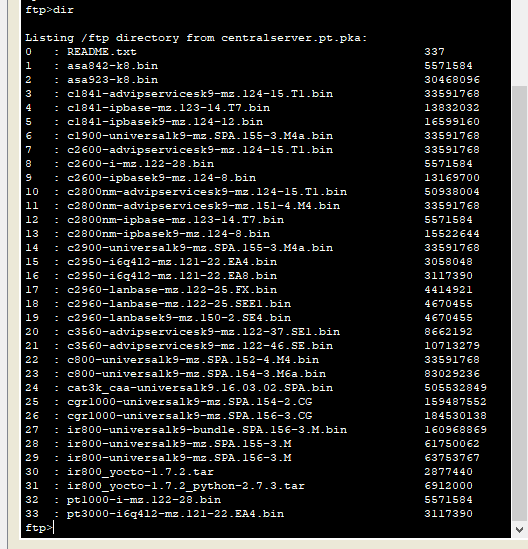 ftp>dir
Listing /ftp directory from centralserver.pt.pka:
0 : README.txt 337
1 : asa842-k8.bin 5571584
2 : asa923-k8.bin 30468096
3 : c1841-advipservicesk9-mz.124-15.T1.bin 33591768
4 : c1841-ipbase-mz.123-14.T7.bin 13832032
5 : c1841-ipbasek9-mz.124-12.bin 16599160
6 : c1900-universalk9-mz.SPA.155-3.M4a.bin 33591768
7 : c2600-advipservicesk9-mz.124-15.T1.bin 33591768
8 : c2600-i-mz.122-28.bin 5571584
9 : c2600-ipbasek9-mz.124-8.bin 13169700
10 : c2800nm-advipservicesk9-mz.124-15.T1.bin 50938004
11 : c2800nm-advipservicesk9-mz.151-4.M4.bin 33591768
12 : c2800nm-ipbase-mz.123-14.T7.bin 5571584
13 : c2800nm-ipbasek9-mz.124-8.bin 15522644
14 : c2900-universalk9-mz.SPA.155-3.M4a.bin 33591768
15 : c2950-i6q4l2-mz.121-22.EA4.bin 3058048
16 : c2950-i6q4l2-mz.121-22.EA8.bin 3117390
17 : c2960-lanbase-mz.122-25.FX.bin 4414921
18 : c2960-lanbase-mz.122-25.SEE1.bin 4670455
19 : c2960-lanbasek9-mz.150-2.SE4.bin 4670455
20 : c3560-advipservicesk9-mz.122-37.SE1.bin 8662192
21 : c3560-advipservicesk9-mz.122-46.SE.bin 10713279
22 : c800-universalk9-mz.SPA.152-4.M4.bin 33591768
23 : c800-universalk9-mz.SPA.154-3.M6a.bin 83029236
24 : cat3k_caa-universalk9.16.03.02.SPA.bin 505532849
25 : cgr1000-universalk9-mz.SPA.154-2.CG 159487552
26 : cgr1000-universalk9-mz.SPA.156-3.CG 184530138
27 : ir800-universalk9-bundle.SPA.156-3.M.bin 160968869
28 : ir800-universalk9-mz.SPA.155-3.M 61750062
29 : ir800-universalk9-mz.SPA.156-3.M 63753767
30 : ir800_yocto-1.7.2.tar 2877440
31 : ir800_yocto-1.7.2_python-2.7.3.tar 6912000
32 : pt1000-i-mz.122-28.bin 5571584
33 : pt3000-i6q4l2-mz.121-22.EA4.bin 3117390
ftp>